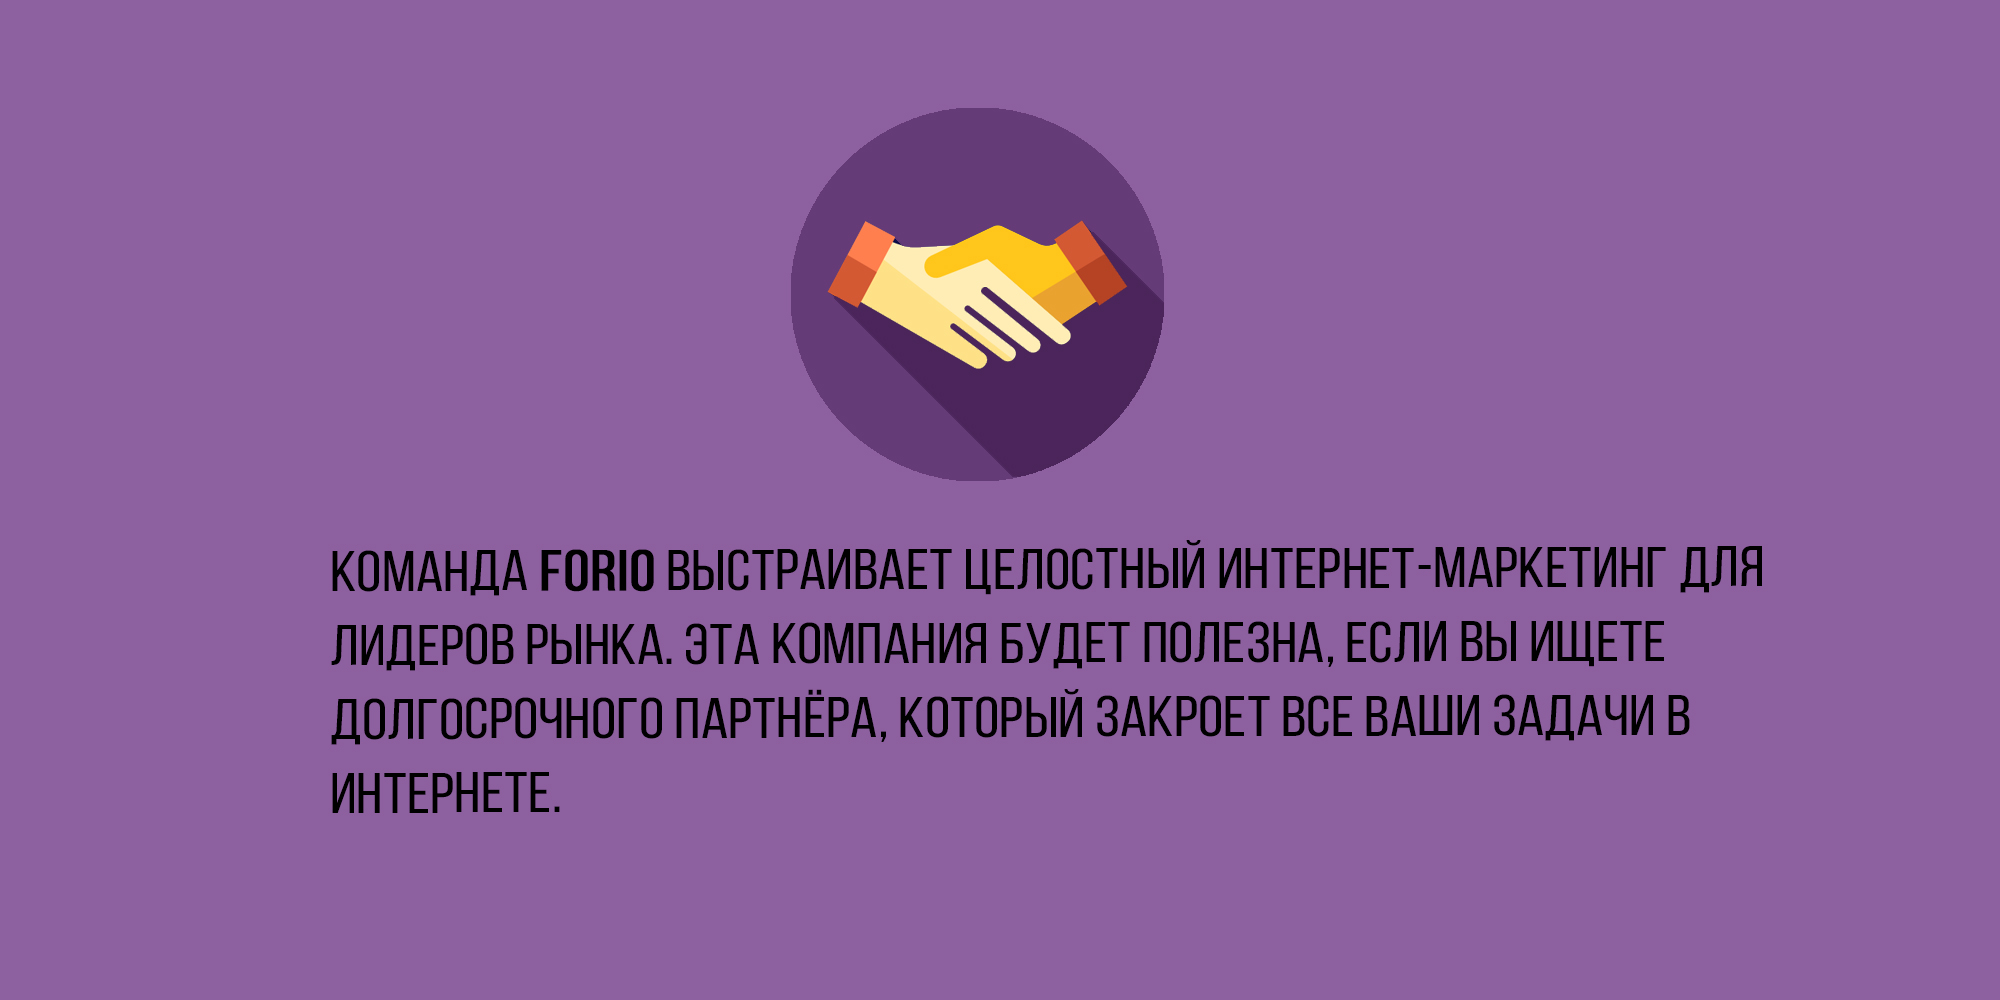 КОМАНДА FORIO ВЫСТРАИВАЕТ ЦЕЛОСТНЫЙ ИНТЕРНЕТ-МАРКЕТИНГ ДЛЯ
ЛИДЕРОВ РЫНКА. ЭТА КОМПАНИЯ БУДЕТ ПОЛЕЗНА, ЕСЛИ ВЫ ИЩЕТЕ
ДОЛГОСРОЧНОГО ПАРТНЁРА, КОТОРЫЙ ЗАКРОЕТ ВСЕ ВАШИ ЗАДАЧИ В
ИНТЕРНЕТЕ.